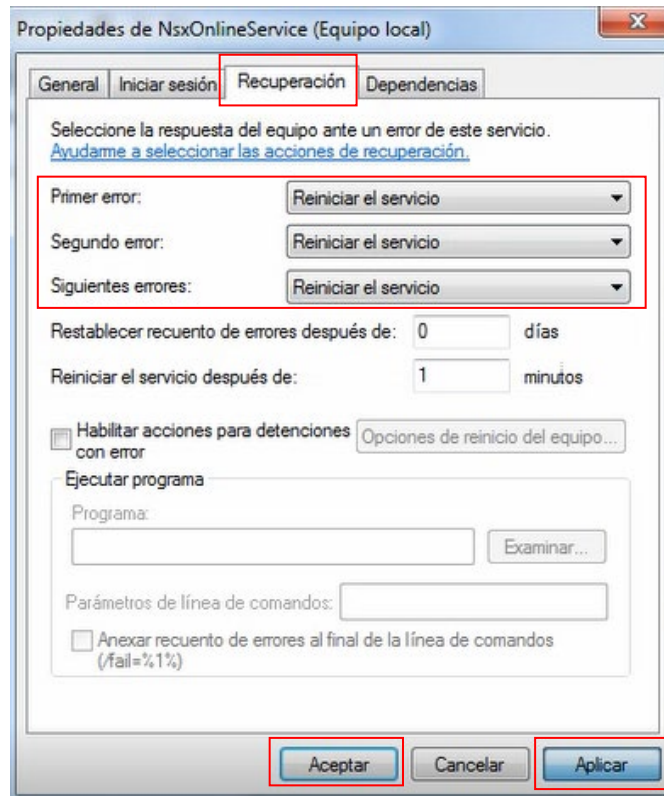 Propiedades de NsxOnlineService (Equipo local)
General
Iniciar sesión
Recuperación
Dependencias
Seleccione la respuesta del equipo ante un error de este servicio.
Ayudarme a seleccionar las acciones de recuperación.
Primer error: Reiniciar el servicio
Segundo error: Reiniciar el servicio
Siguientes errores: Reiniciar el servicio
Restablecer recuento de errores después de: 0 días
Reiniciar el servicio después de: 1 minutos
Habilitar acciones para detenciones
con error
Opciones de reinicio del equipo...
Ejecutar programa
Programa:
Examinar...
Parámetros de línea de comandos:
Anexar recuento de errores al final de la línea de comandos
(/fail=%1%)
Aceptar
Cancelar
Aplicar